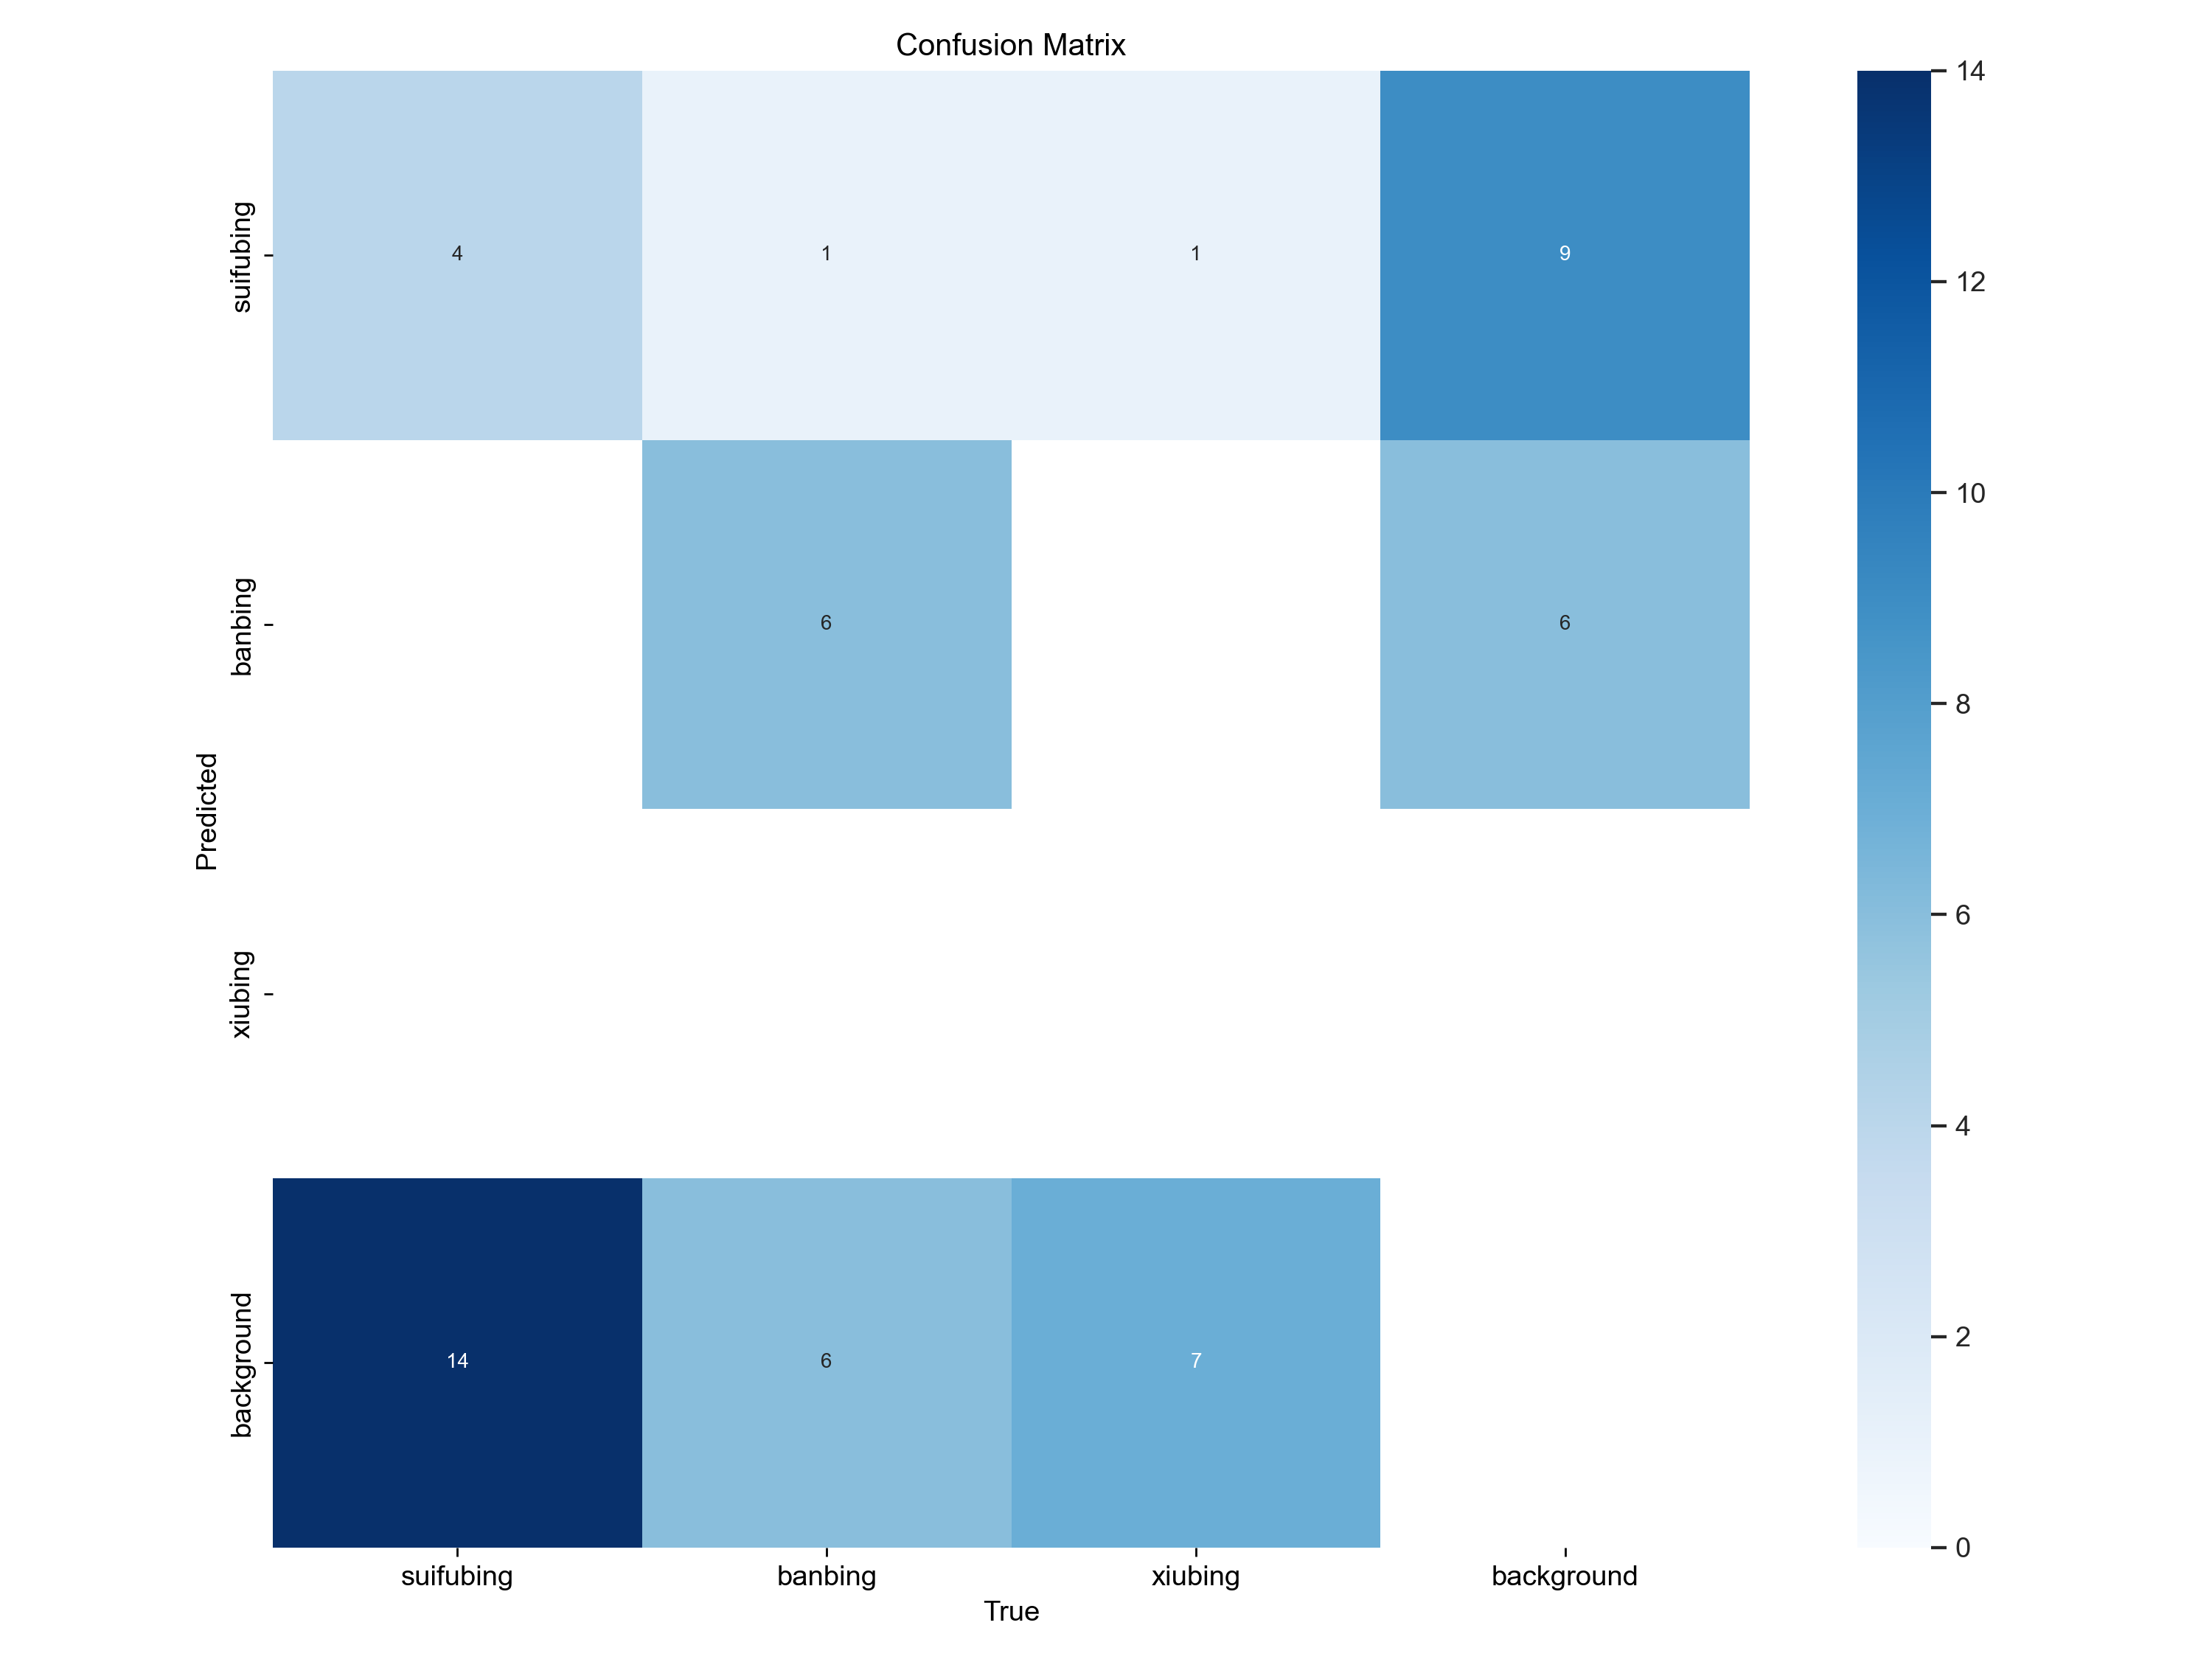 Confusion Matrix
suifubing
4
1
1
9
banbing
6
6
xiubing
background
14
6
7
Predicted
suifubing
banbing
xiubing
background
True
14
12
10
8
6
4
2
0